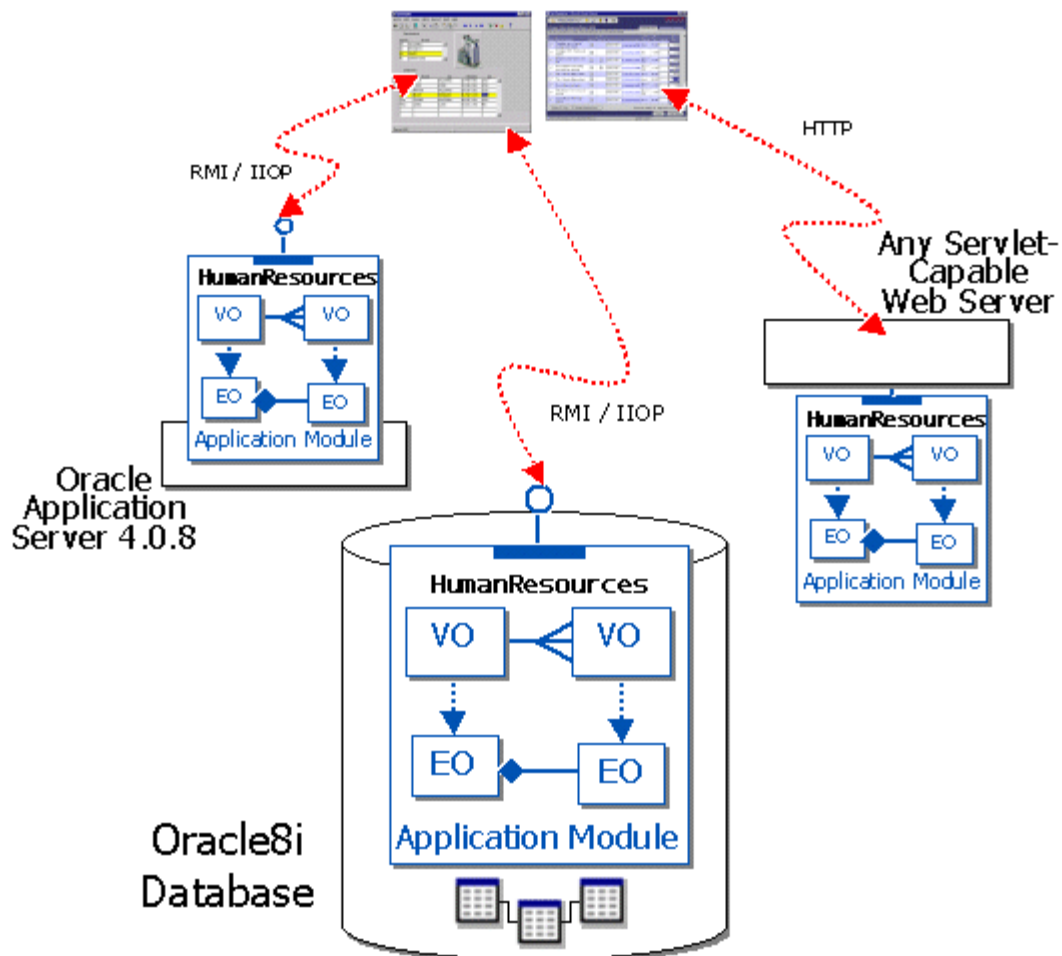 HTTP
RMI / IIOP
Any Servlet-
Capable
Web Server
HumanResources
VO
VO
EO
EO
Application Module
Oracle
Application
Server 4.0.8
RMI / IIOP
HumanResources
VO
VO
EO
EO
Application Module
HumanResources
VO
VO
EO
EO
Application Module
Oracle8i
Database